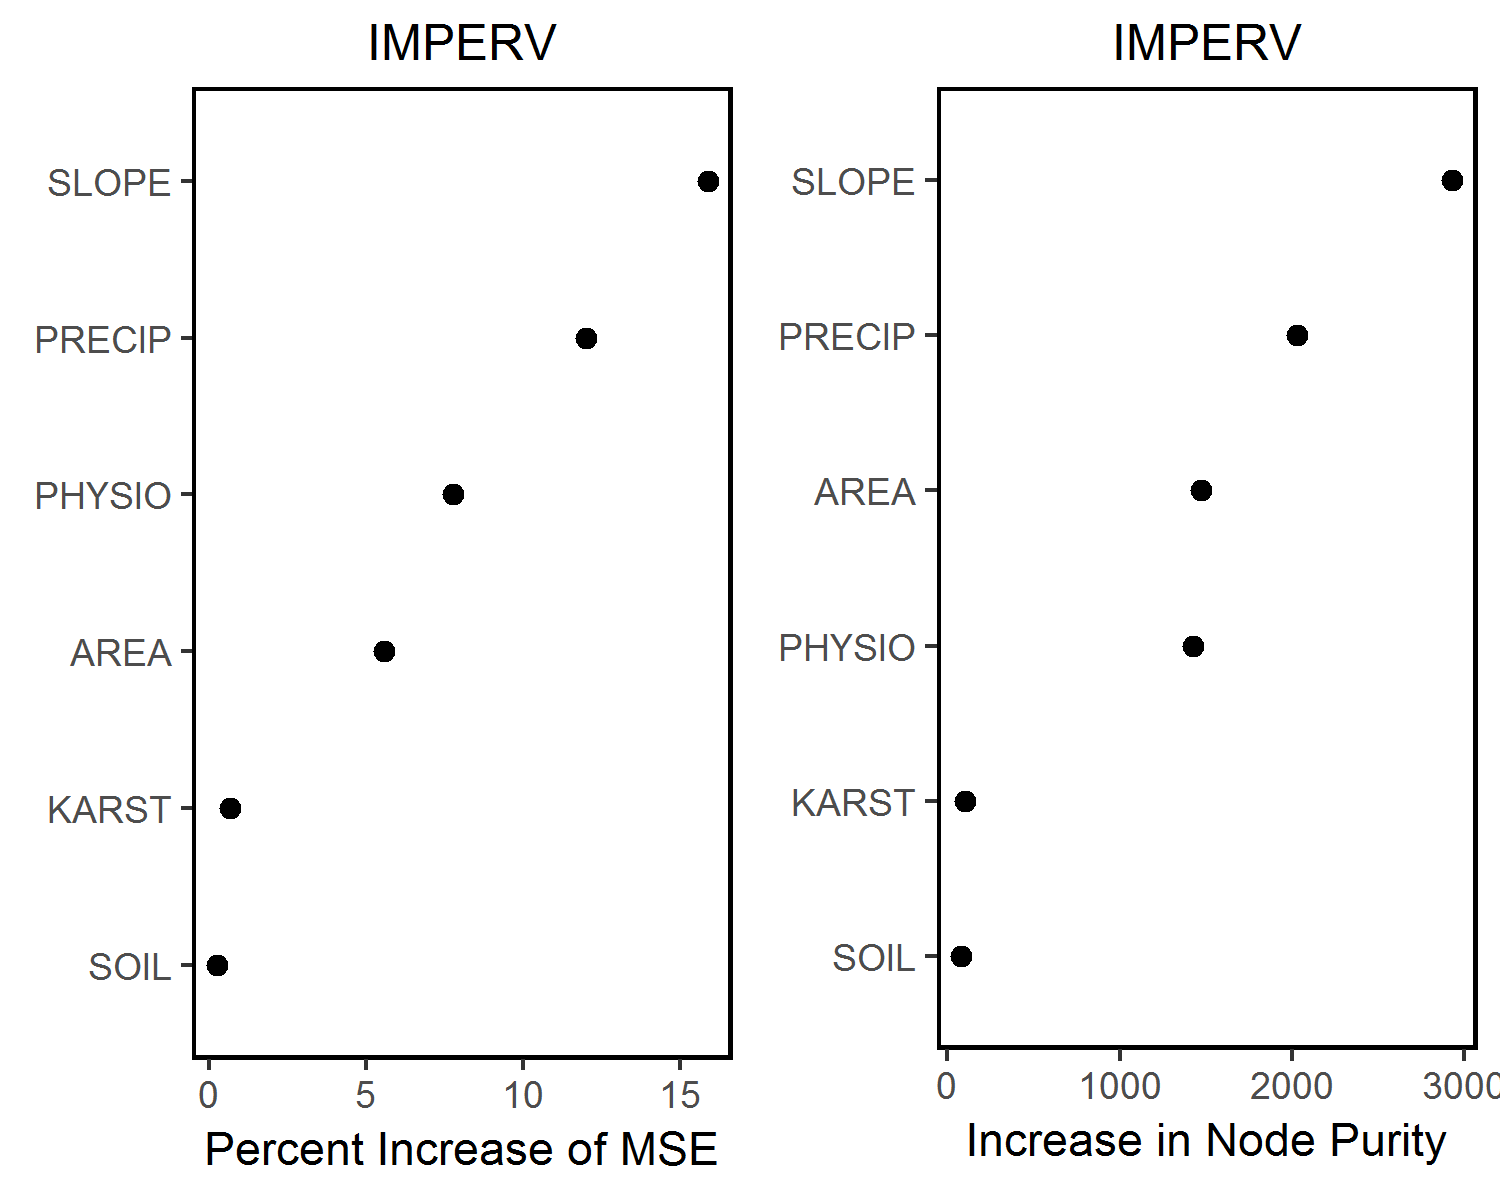 IMPERV
SLOPE
PRECIP
PHYSIO
AREA
KARST
SOIL
0 5 10 15
Percent Increase of MSE
IMPERV
SLOPE
PRECIP
AREA
PHYSIO
KARST
SOIL
0 1000 2000 3000
Increase in Node Purity